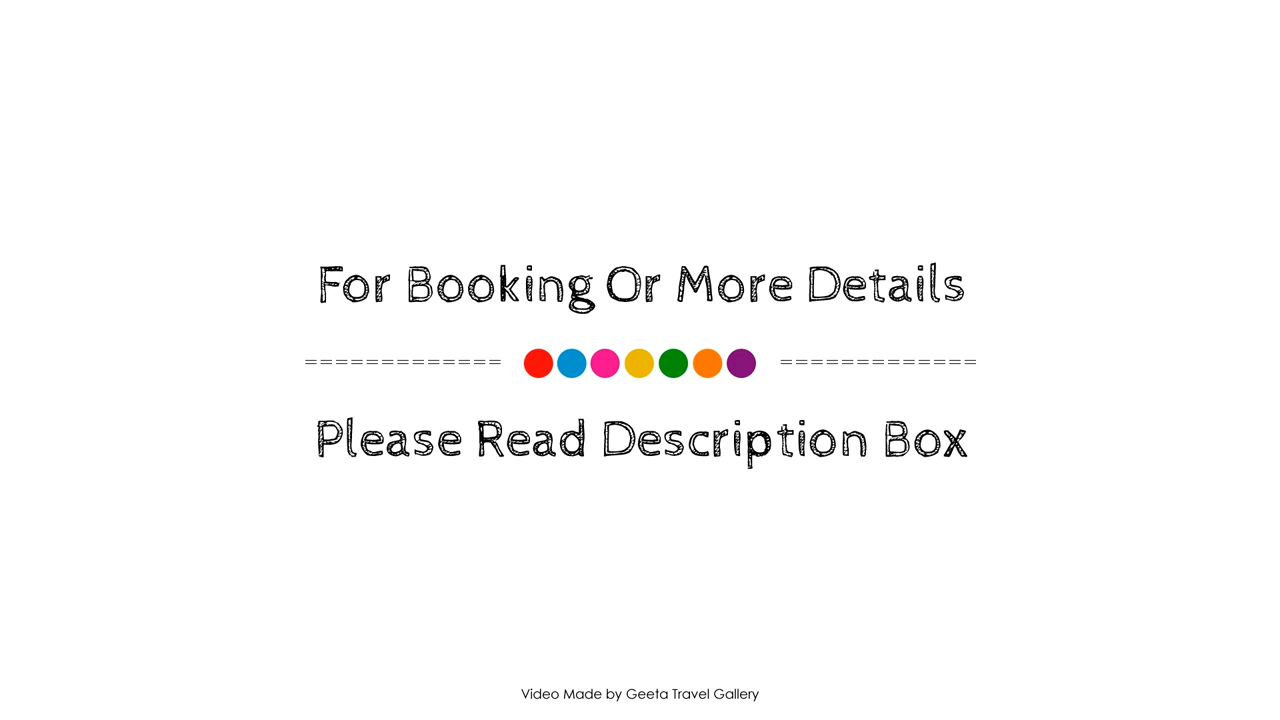 For Booking Or More Details
============= =============
Please Read Description Box
Video Made by Geeta Travel Gallery